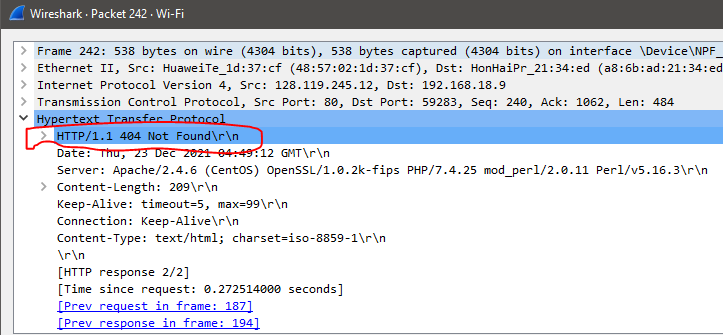 Wireshark · Packet 242 · Wi-Fi
Frame 242: 538 bytes on wire (4304 bits), 538 bytes captured (4304 bits) on interface \Device\NPF_
Ethernet II, Src: HuaweiTe_1d:37:cf (48:57:02:1d:37:cf), Dst: HonHaiPr_21:34:ed (a8:6b:ad:21:34:ed
Internet Protocol Version 4, Src: 128.119.245.12, Dst: 192.168.18.9
Transmission Control Protocol, Src Port: 80, Dst Port: 59283, Seq: 240, Ack: 1062, Len: 484
Hypertext Transfer Protocol
HTTP/1.1 404 Not Found\r\n
Date: Thu, 23 Dec 2021 04:49:12 GMT\r\n
Server: Apache/2.4.6 (CentOS) OpenSSL/1.0.2k-fips PHP/7.4.25 mod_perl/2.0.11 Perl/v5.16.3\r\n
Content-Length: 209\r\n
Keep-Alive: timeout=5, max=99\r\n
Connection: Keep-Alive\r\n
Content-Type: text/html; charset=iso-8859-1\r\n
\r\n
[HTTP response 2/2]
[Time since request: 0.272514000 seconds]
[Prev request in frame: 187]
[Prev response in frame: 194]